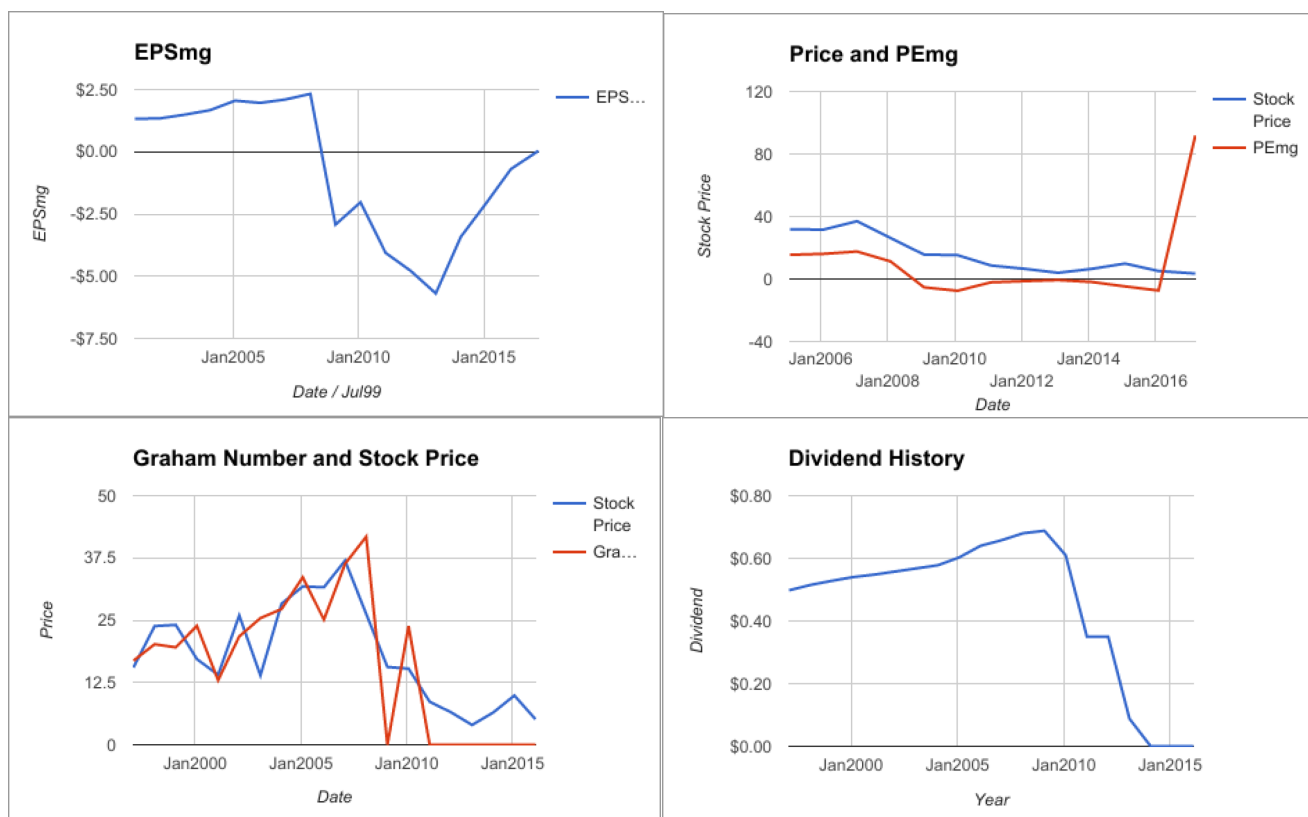 EPSmg
$2.50
$0.00
-$2.50
-$5.00
-$7.50
EPSmg
Jan2005
Jan2010
Jan2015
Date / Jul99
EPS…
Price and PEmg
120
80
40
0
-40
Stock Price
Jan2006
Jan2010
Jan2014
Jan2008
Jan2012
Jan2016
Date
Stock
Price
PEmg
Graham Number and Stock Price
50
37.5
25
12.5
0
Price
Jan2000
Jan2005
Jan2010
Jan2015
Date
Stock
Price
Gra…
Dividend History
$0.80
$0.60
$0.40
$0.20
$0.00
Dividend
Jan2000
Jan2005
Jan2010
Jan2015
Year